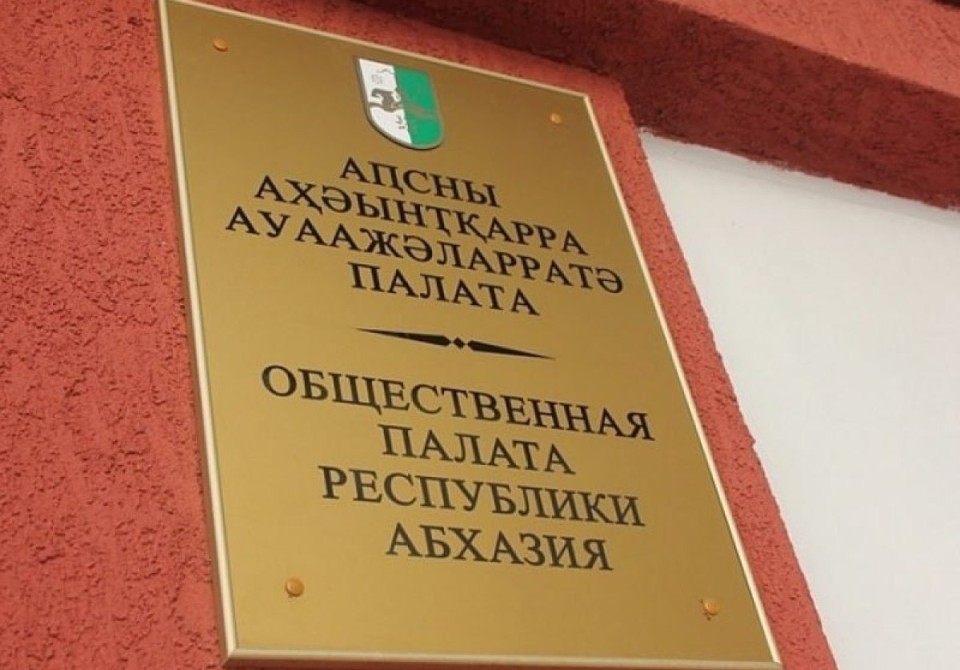 АԤСНЫ
АҲӘЫНҬҚАРРА
АУААЖӘЛАРРАТӘ
ПАЛАТА
ОБЩЕСТВЕННАЯ
ПАЛАТА
РЕСПУБЛИКИ
АБХАЗИЯ